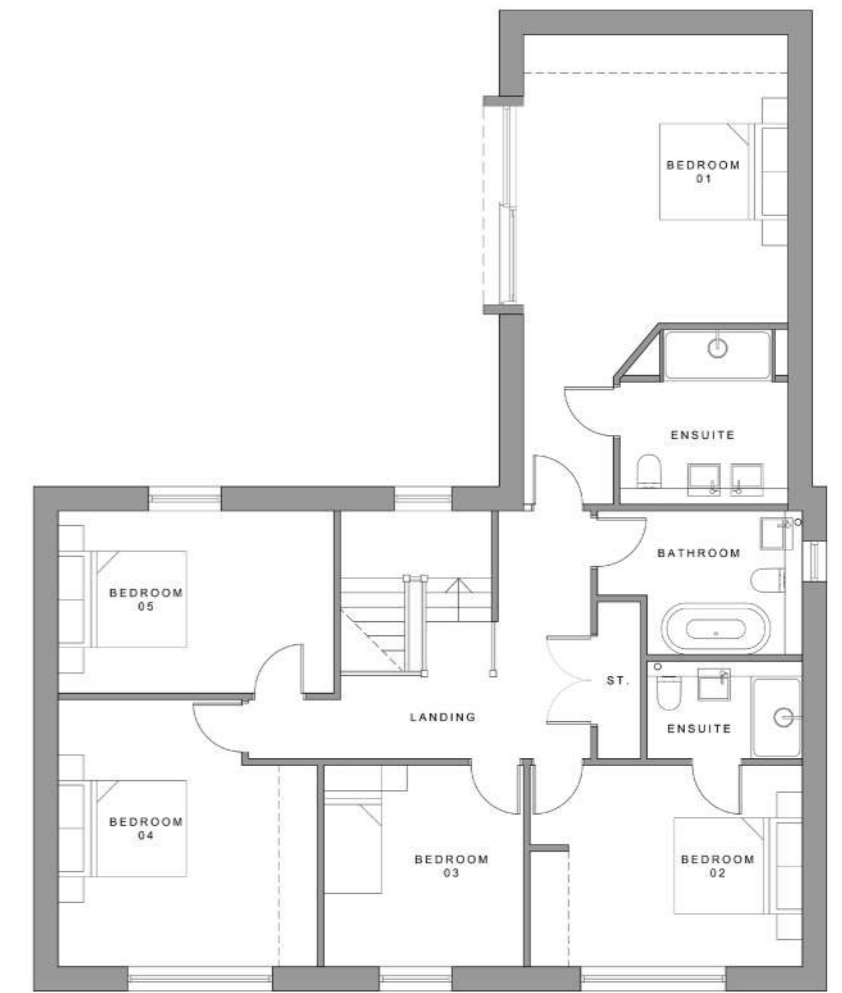 BEDROOM
01
ENSUITE
BATHROOM
BEDROOM
05
ST.
LANDING
ENSUITE
BEDROOM
04
BEDROOM
03
BEDROOM
02